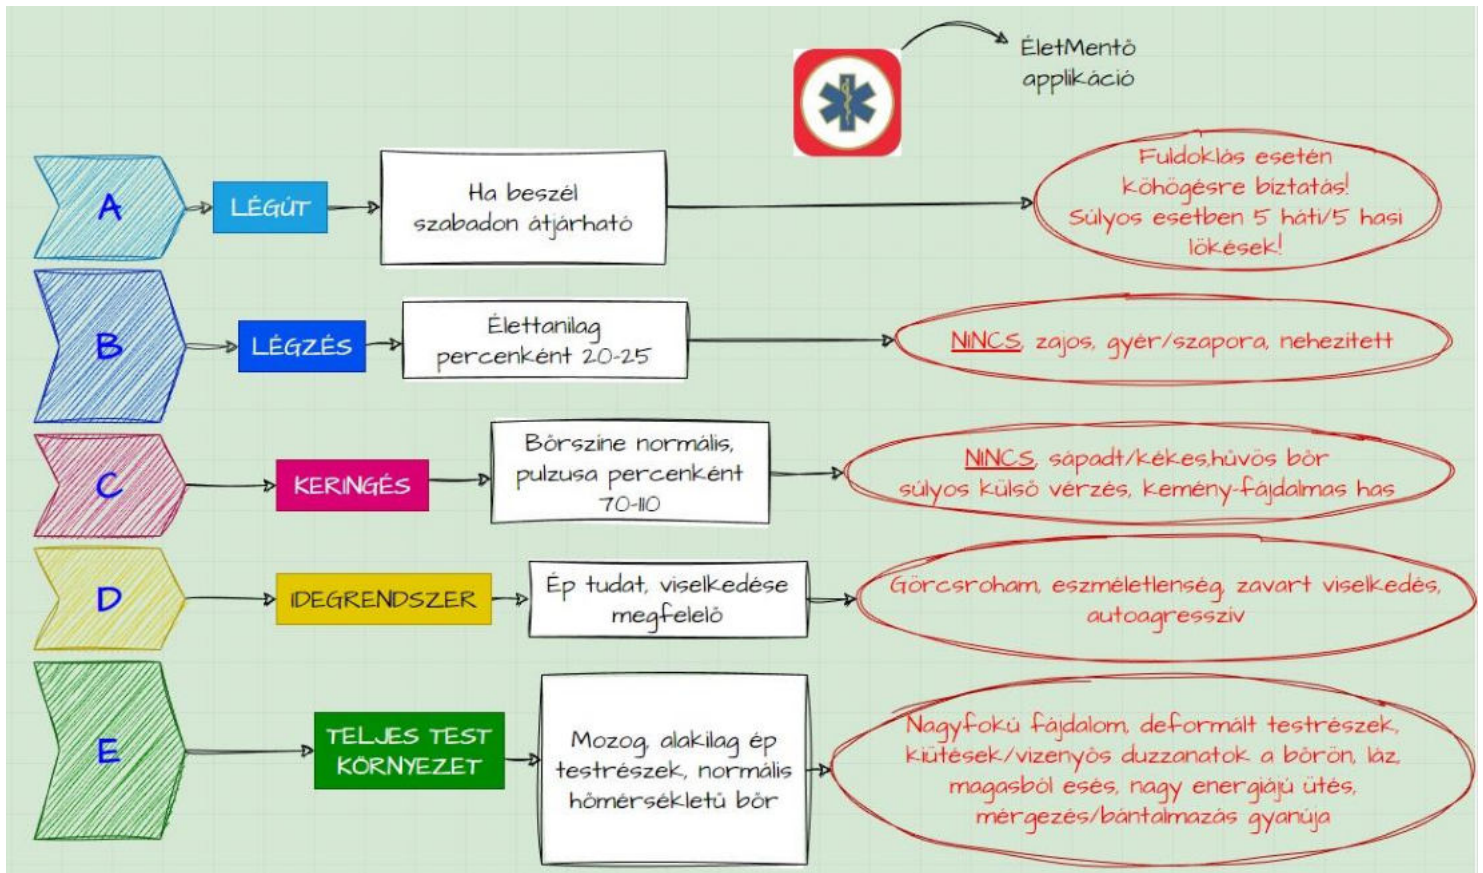 ÉletMentő
applikáció
A
LÉGÚT
Ha beszél
szabadon átjárható
Fuldoklás esetén
köhögésre bíztatás!
Súlyos esetben 5 háti/5 hasi
lökések!
B
LÉGZÉS
Élettanilag
percenként 20-25
NINCS, zajos, gyér/szapora, nehezített
C
KERINGÉS
Bőrszíne normális,
pulzusa percenként
70-110
NINCS, sápadt/kékes,hűvös bőr
súlyos külső vérzés, kemény-fájdalmas has
D
IDEGRENDSZER
Ép tudat, viselkedése
megfelelő
Görcsroham, eszméletlenség, zavart viselkedés,
autoagresszív
E
TELJES TEST
KÖRNYEZET
Mozog, alakilag ép
testrészek, normális
hőmérsékletű bőr
Nagyfokú fájdalom, deformált testrészek,
kiütések/vizenyős duzzanatok a bőrön, láz,
magasból esés, nagy energiájú ütés,
mérgezés/bántalmazás gyanúja